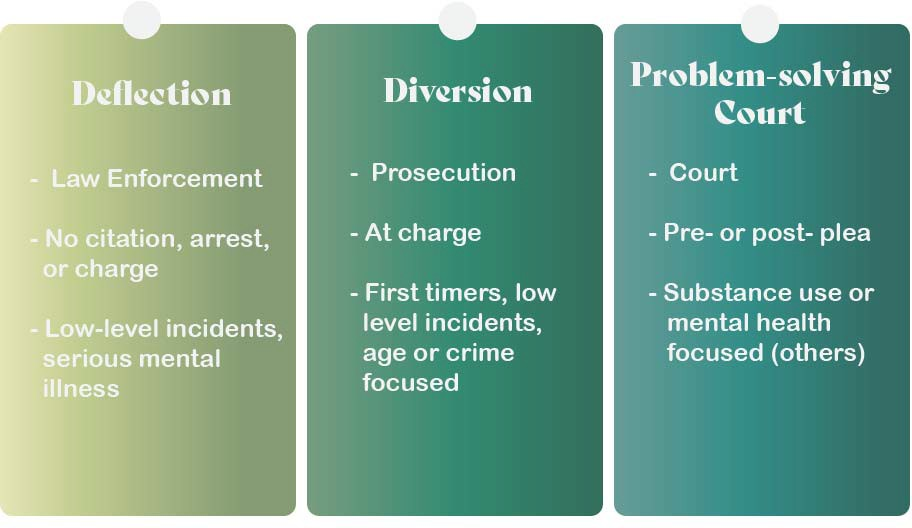 Deflection
- Law Enforcement
- No citation, arrest,
or charge
- Low-level incidents,
serious mental
illness
Diversion
- Prosecution
- At charge
- First timers, low
level incidents,
age or crime
focused
Problem-solving
Court
- Court
- Pre- or post- plea
- Substance use or
mental health
focused (others)